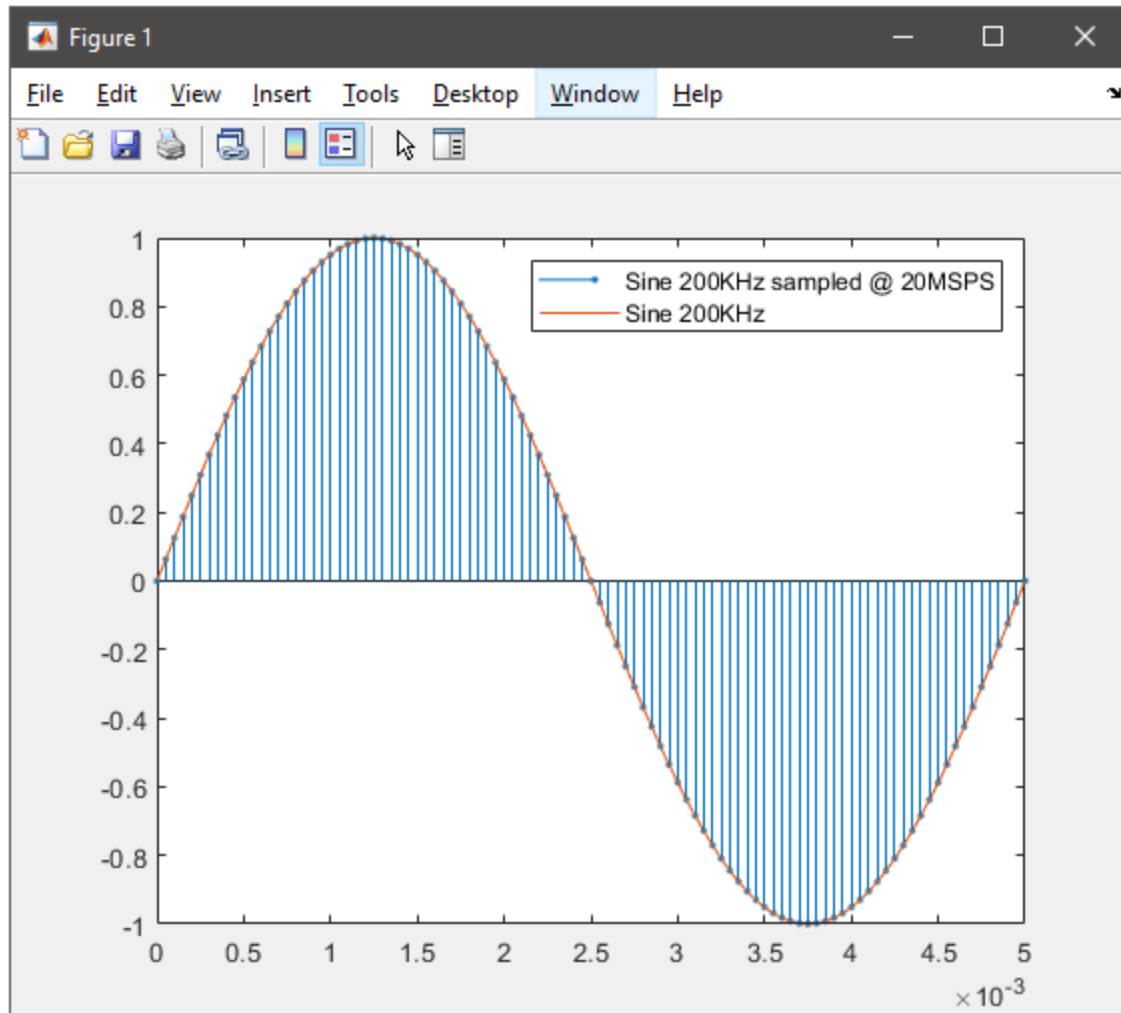 Figure 1
File Edit View Insert Tools Desktop Window Help
Sine 200KHz sampled @ 20MSPS
Sine 200KHz
1
0.8
0.6
0.4
0.2
0
-0.2
-0.4
-0.6
-0.8
-1
0 0.5 1 1.5 2 2.5 3 3.5 4 4.5 5
×10⁻³